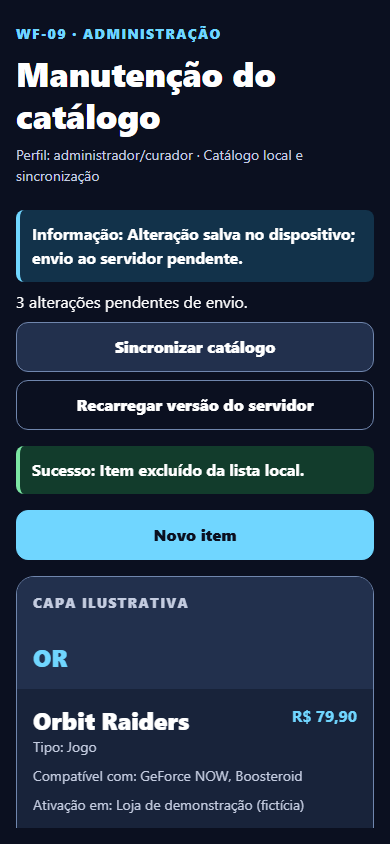 WF-09 · ADMINISTRAÇÃO
Manutenção do
catálogo
Perfil: administrador/curador · Catálogo local e
sincronização
Informação: Alteração salva no dispositivo;
envio ao servidor pendente.
3 alterações pendentes de envio.
Sincronizar catálogo
Recarregar versão do servidor
Sucesso: Item excluído da lista local.
Novo item
CAPA ILUSTRATIVA
OR
Orbit Raiders
R$ 79,90
Tipo: Jogo
Compatível com: GeForce NOW, Boosteroid
Ativação em: Loja de demonstração (fictícia)